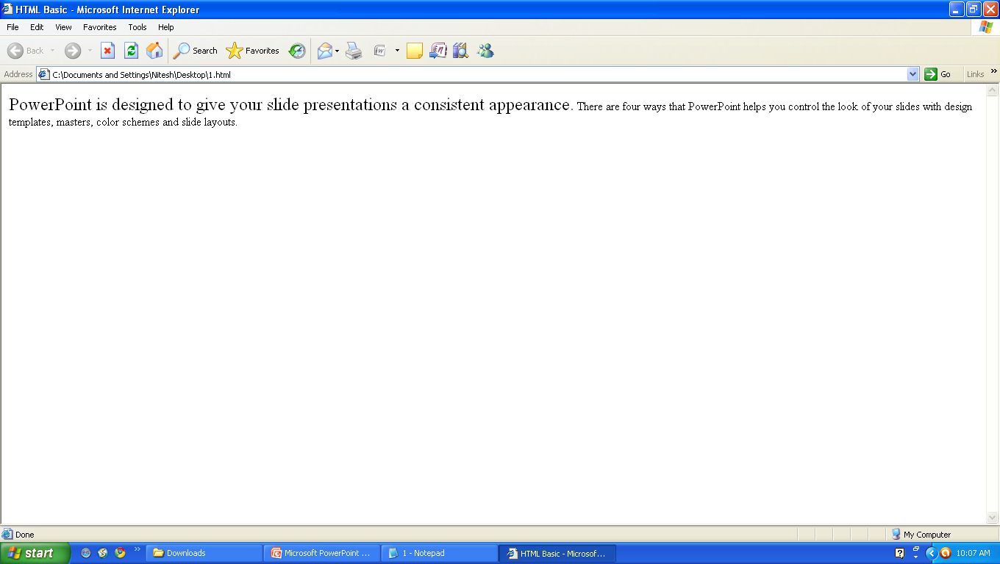 HTML Basic - Microsoft Internet Explorer
File Edit View Favorites Tools Help
Back Search Favorites
Address C:\Documents and Settings\Nitesh\Desktop\1.html Go Links »
PowerPoint is designed to give your slide presentations a consistent appearance. There are four ways that PowerPoint helps you control the look of your slides with design
templates, masters, color schemes and slide layouts.
Done My Computer
start Downloads Microsoft PowerPoint ... 1 - Notepad HTML Basic - Microsof... 10:07 AM